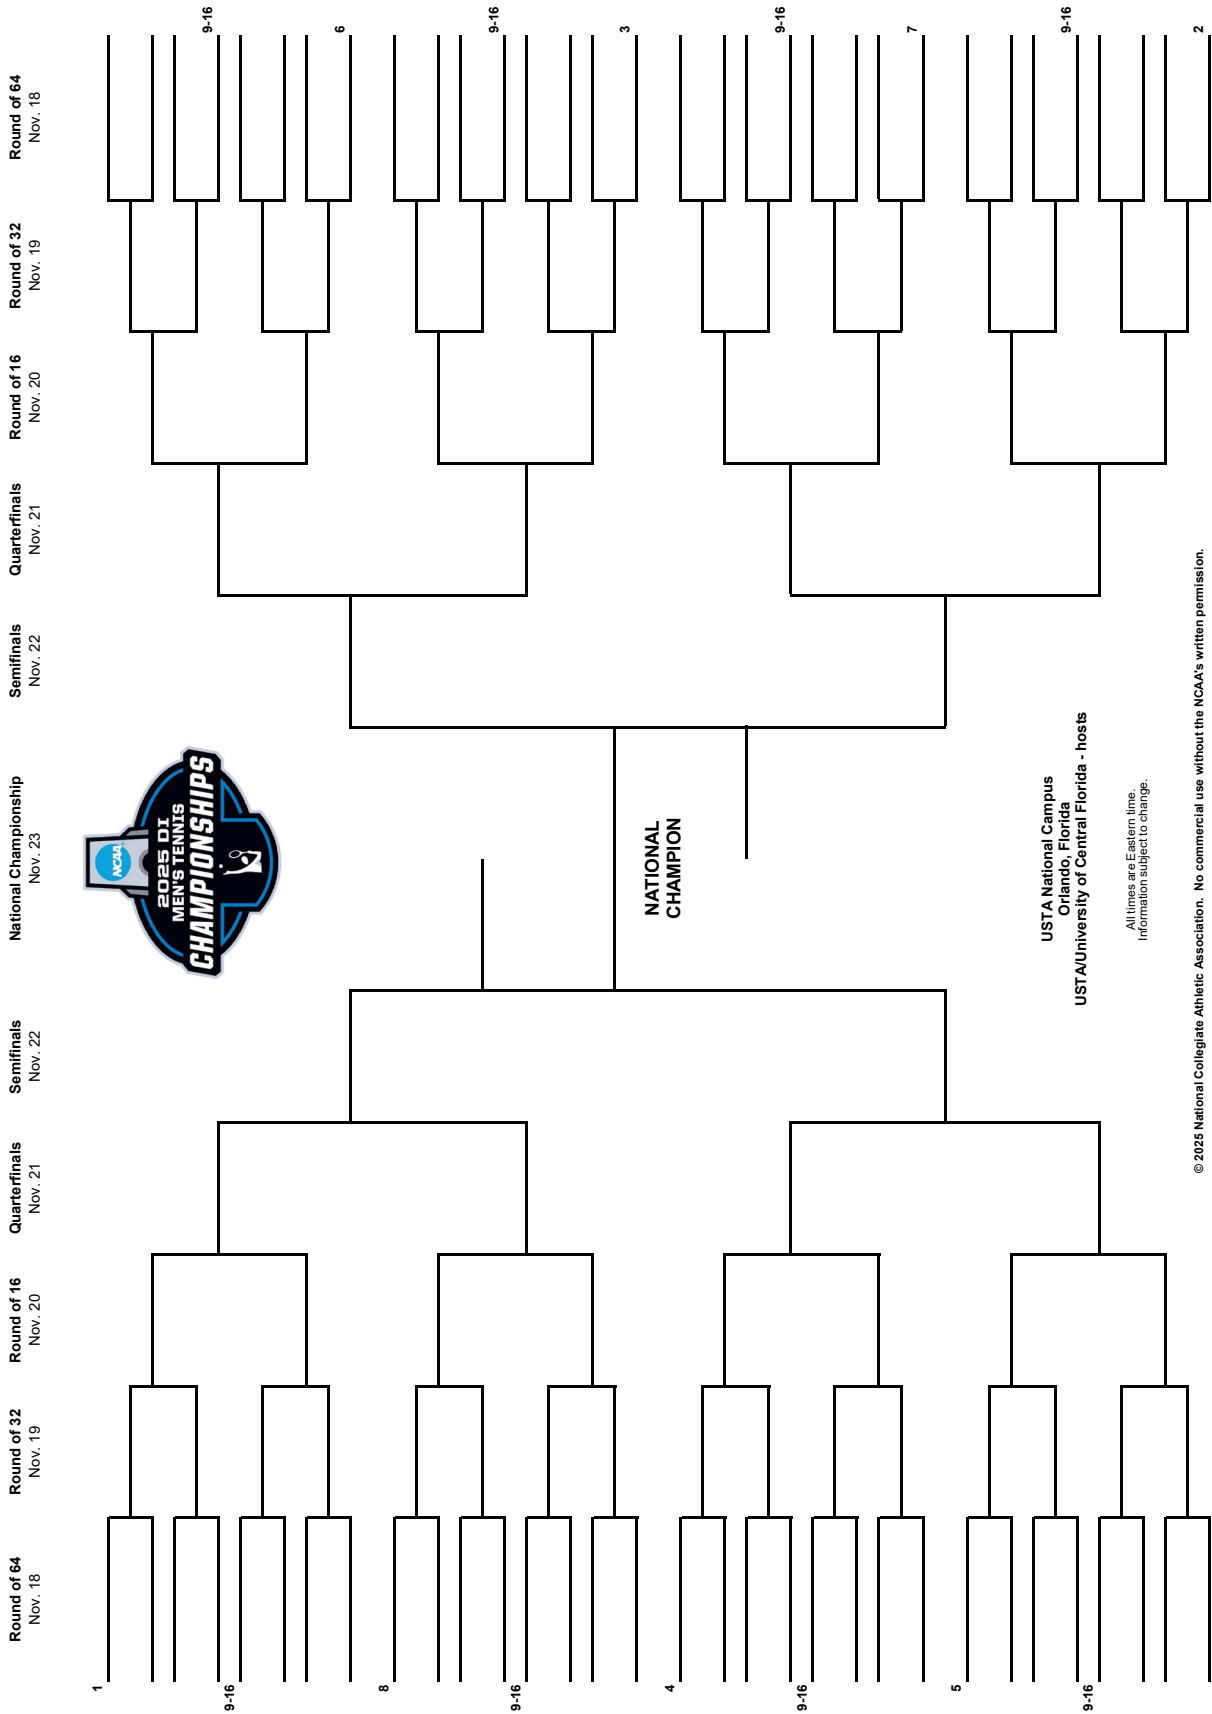 Round of 64
Nov. 18
Round of 32
Nov. 19
Round of 16
Nov. 20
Quarterfinals
Nov. 21
Semifinals
Nov. 22
National Championship
Nov. 23
Semifinals
Nov. 22
Quarterfinals
Nov. 21
Round of 16
Nov. 20
Round of 32
Nov. 19
Round of 64
Nov. 18
NCAA
2025 DI
MEN'S TENNIS
CHAMPIONSHIPS
1
9-16
8
9-16
4
9-16
5
9-16
9-16
6
9-16
3
9-16
7
9-16
2
NATIONAL
CHAMPION
USTA National Campus
Orlando, Florida
USTA/University of Central Florida - hosts
All times are Eastern time.
Information subject to change.
© 2025 National Collegiate Athletic Association. No commercial use without the NCAA's written permission.